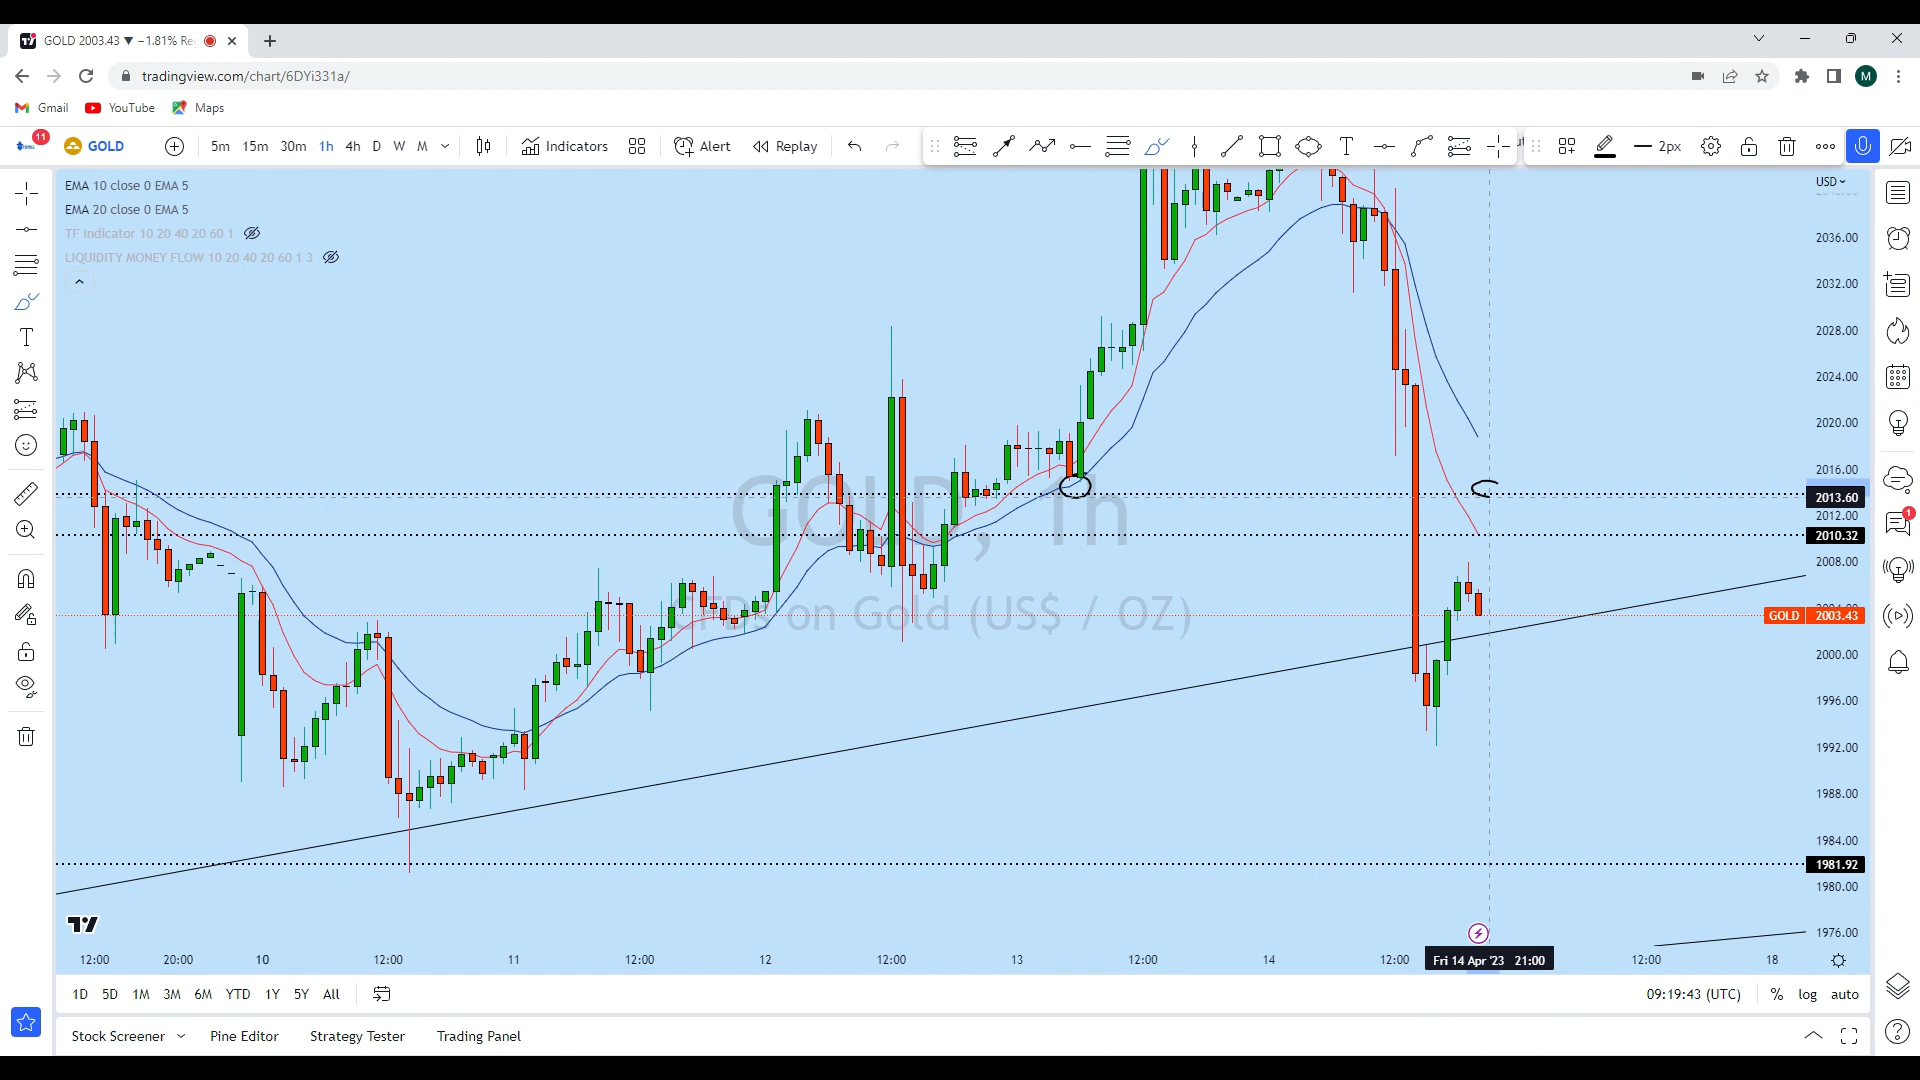 GOLD 2003.43 ▼ −1.81% Re
tradingview.com/chart/6DYi331a/
M
Gmail YouTube Maps
11
GOLD 5m 15m 30m 1h 4h D W M Indicators Alert Replay T 2px
EMA 10 close 0 EMA 5
EMA 20 close 0 EMA 5
TF Indicator 10 20 40 20 60 1
LIQUIDITY MONEY FLOW 10 20 40 20 60 1 3
GOLD, 1h
CFDs on Gold (US$ / OZ)
USD
2036.00
2032.00
2028.00
2024.00
2020.00
2016.00
2013.60
2012.00
2010.32
2008.00
GOLD 2003.43
2000.00
1996.00
1992.00
1988.00
1984.00
1981.92
1980.00
1976.00
1
12:00 20:00 10 12:00 11 12:00 12 12:00 13 12:00 14 12:00 Fri 14 Apr '23 21:00 12:00 18
1D 5D 1M 3M 6M YTD 1Y 5Y All 09:19:43 (UTC) % log auto
Stock Screener Pine Editor Strategy Tester Trading Panel